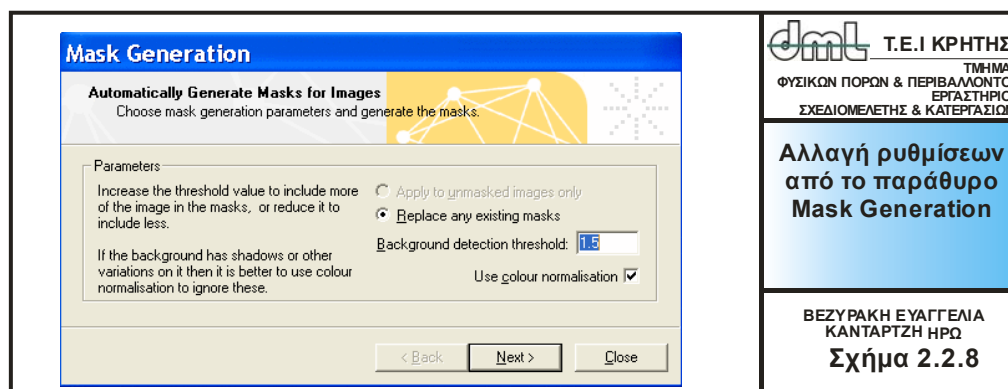 Mask Generation
Automatically Generate Masks for Images
Choose mask generation parameters and generate the masks.
Parameters
Increase the threshold value to include more
of the image in the masks, or reduce it to
include less.
If the background has shadows or other
variations on it then it is better to use colour
normalisation to ignore these.
Apply to unmasked images only
Replace any existing masks
Background detection threshold: 1.5
Use colour normalisation
< Back
Next >
Close
dml Τ.Ε.Ι ΚΡΗΤΗΣ
ΤΜΗΜΑ
ΦΥΣΙΚΩΝ ΠΟΡΩΝ & ΠΕΡΙΒΑΛΛΟΝΤΟ
ΕΡΓΑΣΤΗΡΙΟ
ΣΧΕΔΙΟΜΕΛΕΤΗΣ & ΚΑΤΕΡΓΑΣΙΩΝ
Αλλαγή ρυθμίσεων
από το παράθυρο
Mask Generation
ΒΕΖΥΡΑΚΗ ΕΥΑΓΓΕΛΙΑ
ΚΑΝΤΑΡΤΖΗ ΗΡΩ
Σχήμα 2.2.8